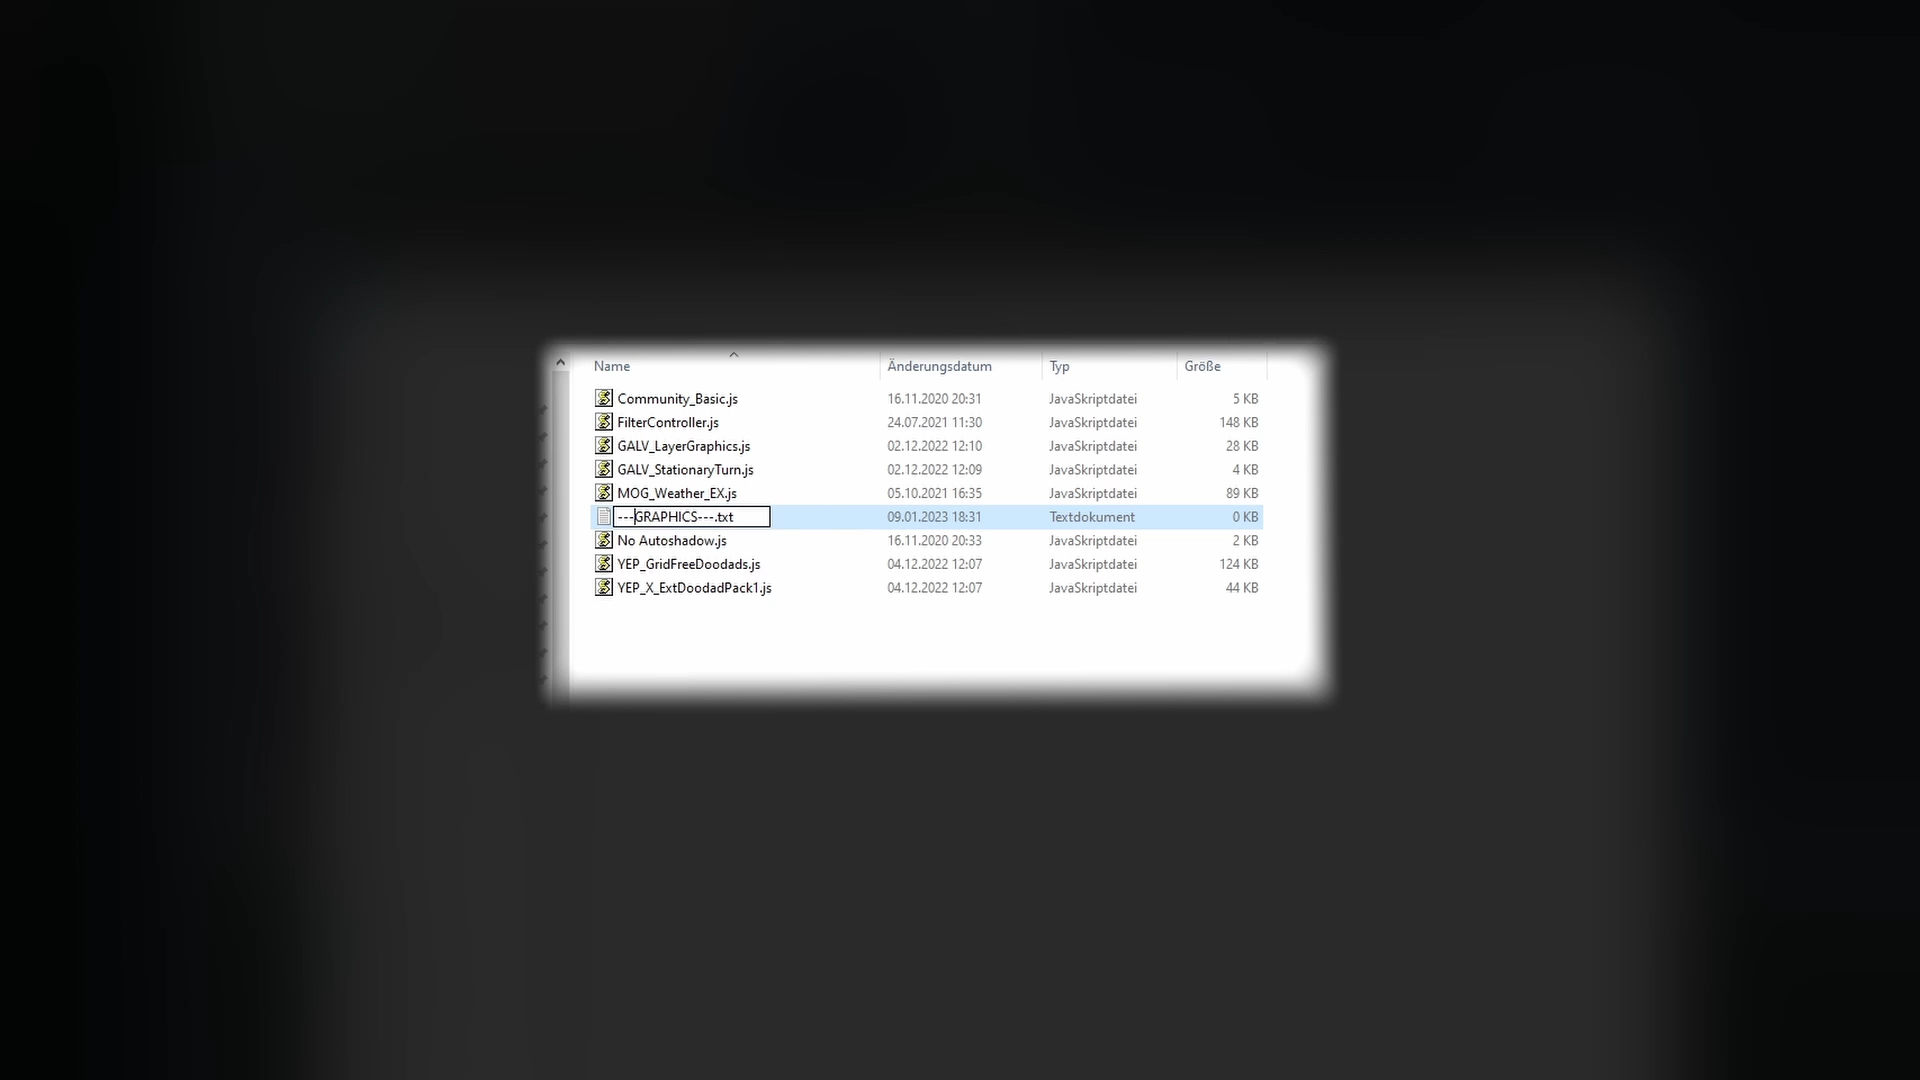 Name Änderungsdatum Typ Größe
Community_Basic.js 16.11.2020 20:31 JavaSkriptdatei 5 KB
FilterController.js 24.07.2021 11:30 JavaSkriptdatei 148 KB
GALV_LayerGraphics.js 02.12.2022 12:10 JavaSkriptdatei 28 KB
GALV_StationaryTurn.js 02.12.2022 12:09 JavaSkriptdatei 4 KB
MOG_Weather_EX.js 05.10.2021 16:35 JavaSkriptdatei 89 KB
---GRAPHICS---.txt 09.01.2023 18:31 Textdokument 0 KB
No Autoshadow.js 16.11.2020 20:33 JavaSkriptdatei 2 KB
YEP_GridFreeDoodads.js 04.12.2022 12:07 JavaSkriptdatei 124 KB
YEP_X_ExtDoodadPack1.js 04.12.2022 12:07 JavaSkriptdatei 44 KB